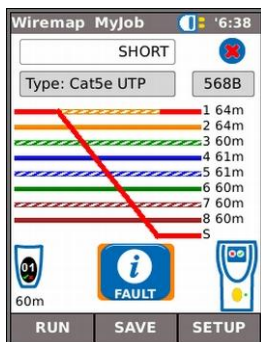 Wiremap MyJob '6:38
SHORT
Type: Cat5e UTP 568B
1 64m
2 64m
3 60m
4 61m
5 61m
6 60m
7 60m
8 60m
S
01
60m
i
FAULT
RUN SAVE SETUP